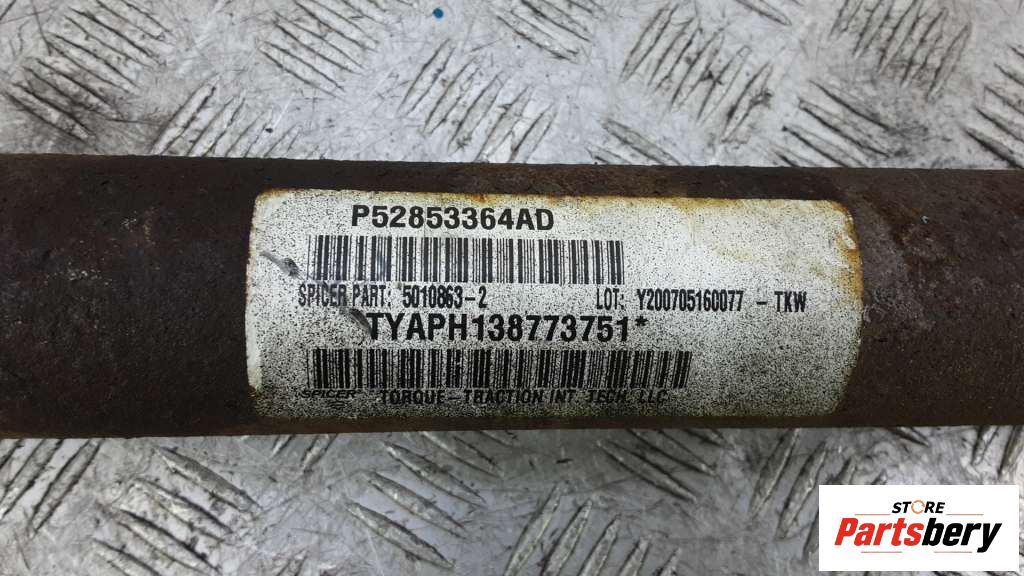 P52853364AD
SPICER PART: 5010863-2 LOT: Y200705160077 - TKW
TYAPH138773751*
SPICER TORQUE-TRACTION INT. TECH, LLC
STORE
Partsbery